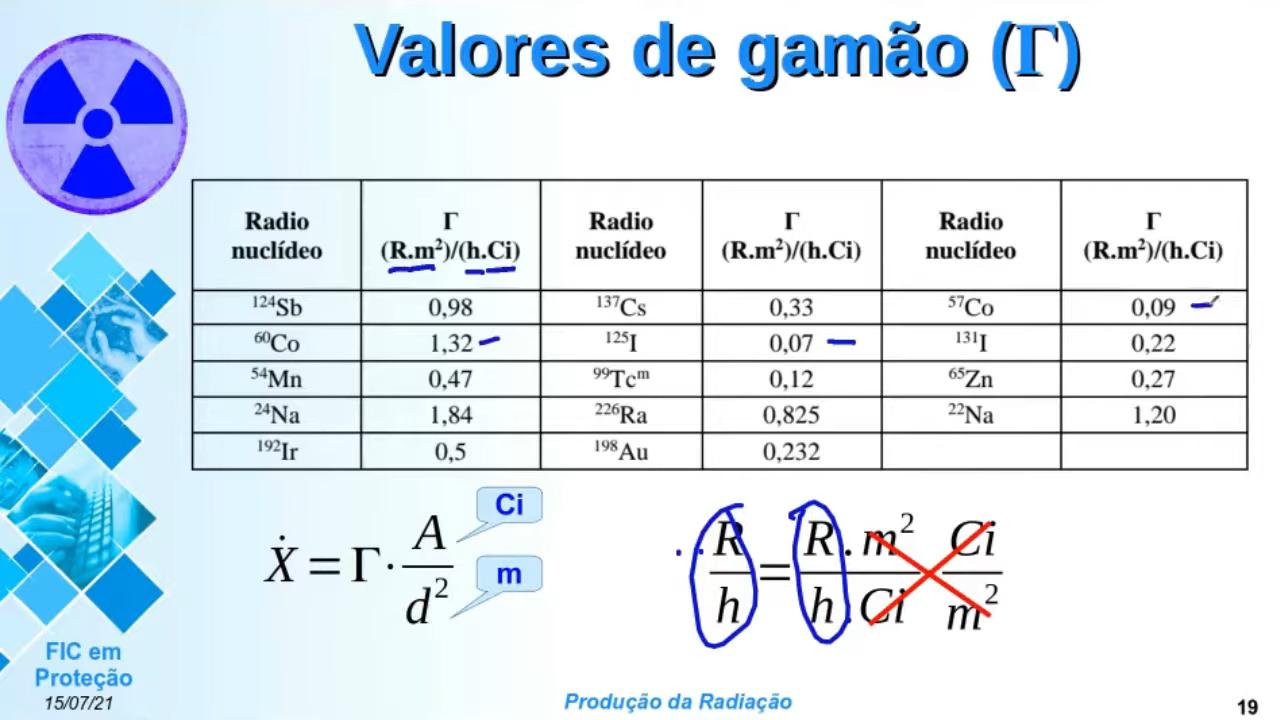 Valores de gamão (Γ)
Radio nuclídeo Γ (R.m²)/(h.Ci) Radio nuclídeo Γ (R.m²)/(h.Ci) Radio nuclídeo Γ (R.m²)/(h.Ci)
¹²⁴Sb 0,98 ¹³⁷Cs 0,33 ⁵⁷Co 0,09
⁶⁰Co 1,32 ¹²⁵I 0,07 ¹³¹I 0,22
⁵⁴Mn 0,47 ⁹⁹Tcᵐ 0,12 ⁶⁵Zn 0,27
²⁴Na 1,84 ²²⁶Ra 0,825 ²²Na 1,20
¹⁹²Ir 0,5 ¹⁹⁸Au 0,232
Ẋ = Γ · A / d²
Ci
m
R / h = R . m² / h . Ci Ci / m²
FIC em
Proteção
15/07/21
Produção da Radiação
19